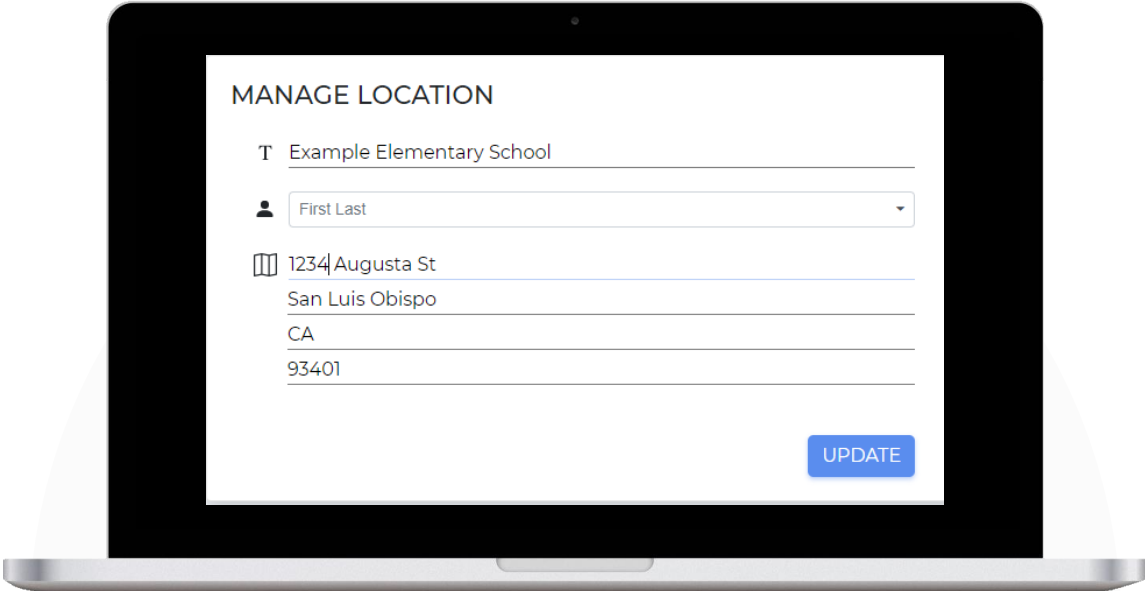 MANAGE LOCATION
T Example Elementary School
First Last
1234 Augusta St
San Luis Obispo
CA
93401
UPDATE